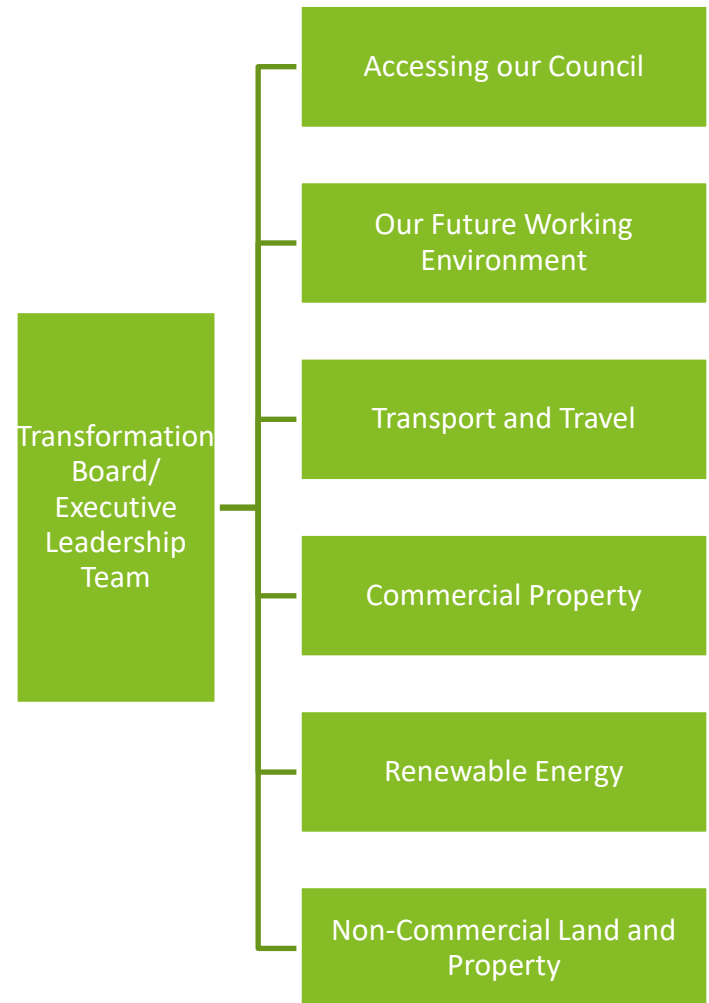 Accessing our Council
Our Future Working
Environment
Transport and Travel
Transformation
Board/
Executive
Leadership
Team
Commercial Property
Renewable Energy
Non-Commercial Land and
Property